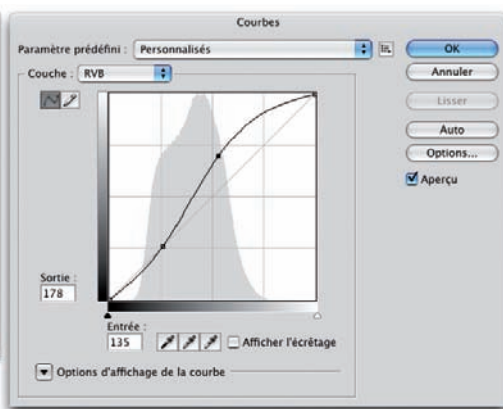 Courbes
Paramètre prédéfini : Personnalisés
OK
Couche : RVB
Annuler
Lisser
Auto
Options...
Aperçu
Sortie :
178
Entrée :
135
Afficher l'écrêtage
Options d'affichage de la courbe